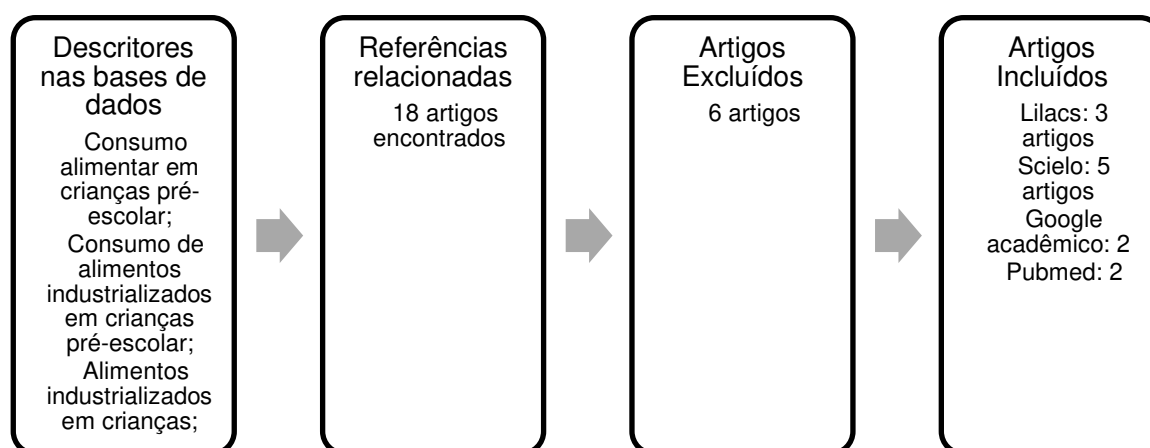 Descritores
nas bases de
dados
Consumo
alimentar em
crianças pré-
escolar;
Consumo de
alimentos
industrializados
em crianças
pré-escolar;
Alimentos
industrializados
em crianças;
Referências
relacionadas
18 artigos
encontrados
Artigos
Excluídos
6 artigos
Artigos
Incluídos
Lilacs: 3
artigos
Scielo: 5
artigos
Google
acadêmico: 2
Pubmed: 2